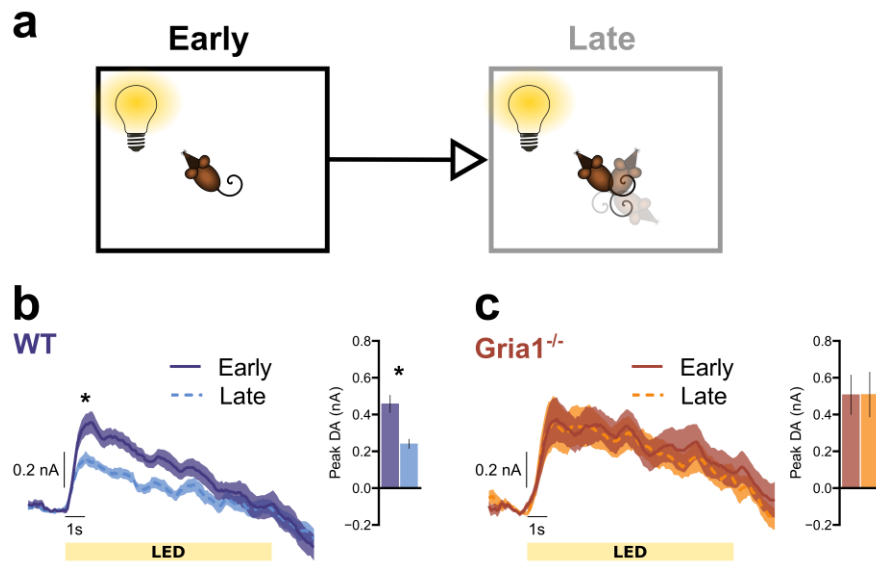 a
Early
Late
b
WT
Early
Late
*
0.2 nA
1s
LED
Peak DA (nA)
0.8
0.6
0.4
0.2
0.0
−0.2
*
c
Gria1-/-
Early
Late
0.2 nA
1s
LED
Peak DA (nA)
0.8
0.6
0.4
0.2
0.0
−0.2